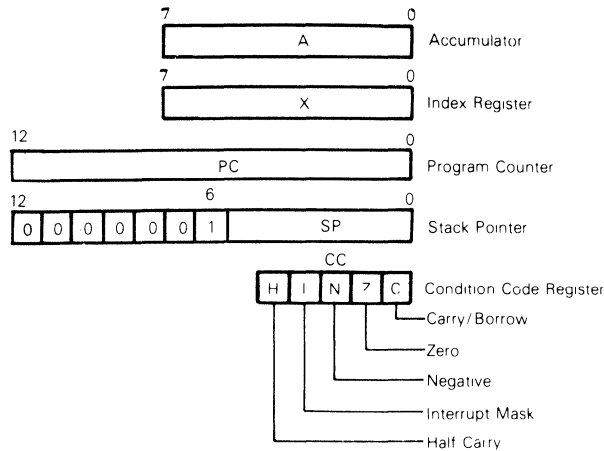 7 0
A Accumulator
7 0
X Index Register
12 0
PC Program Counter
12 6 0
0 0 0 0 0 0 1 SP Stack Pointer
CC
H I N Z C Condition Code Register
Carry/Borrow
Zero
Negative
Interrupt Mask
Half Carry